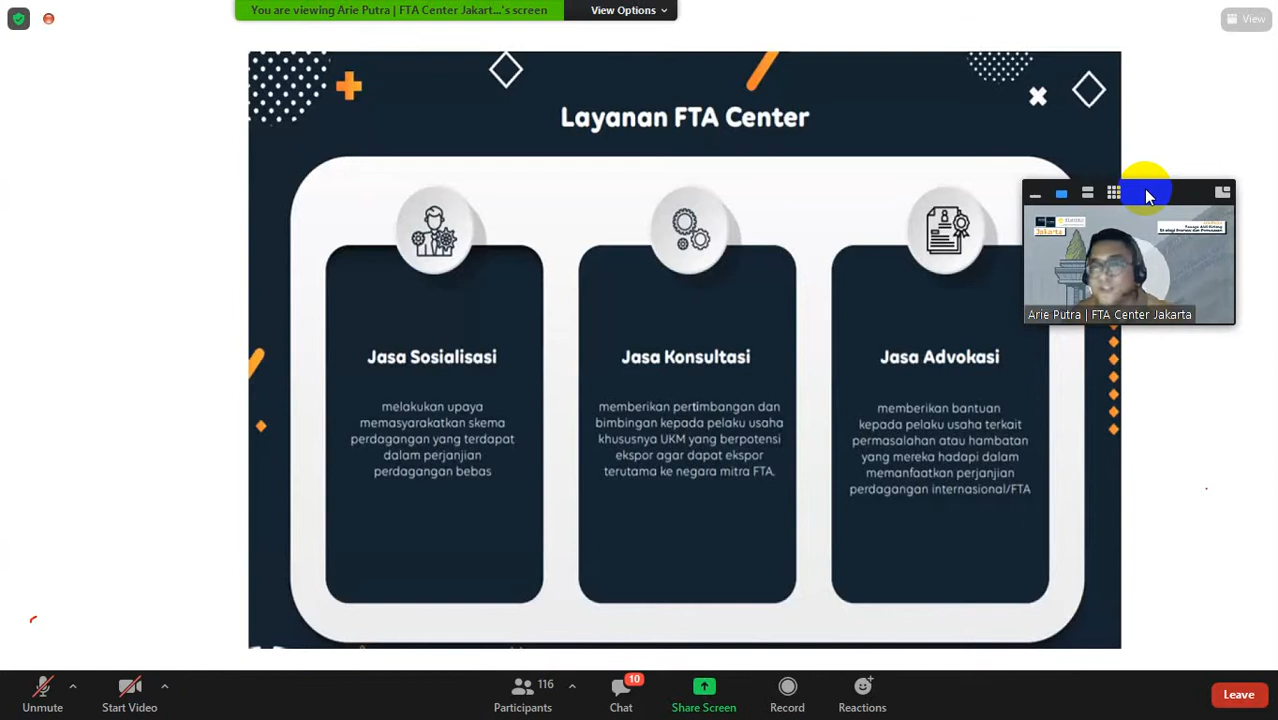 You are viewing Arie Putra | FTA Center Jakart...'s screen
View Options
View
Layanan FTA Center
Jakarta
Arie Putra | FTA Center Jakarta
Jasa Sosialisasi
melakukan upaya
memasyarakatkan skema
perdagangan yang terdapat
dalam perjanjian
perdagangan bebas
Jasa Konsultasi
memberikan pertimbangan dan
bimbingan kepada pelaku usaha
khususnya UKM yang berpotensi
ekspor agar dapat ekspor
terutama ke negara mitra FTA.
Jasa Advokasi
memberikan bantuan
kepada pelaku usaha terkait
permasalahan atau hambatan
yang mereka hadapi dalam
memanfaatkan perjanjian
perdagangan internasional/FTA
Unmute
Start Video
116
Participants
10
Chat
Share Screen
Record
Reactions
Leave